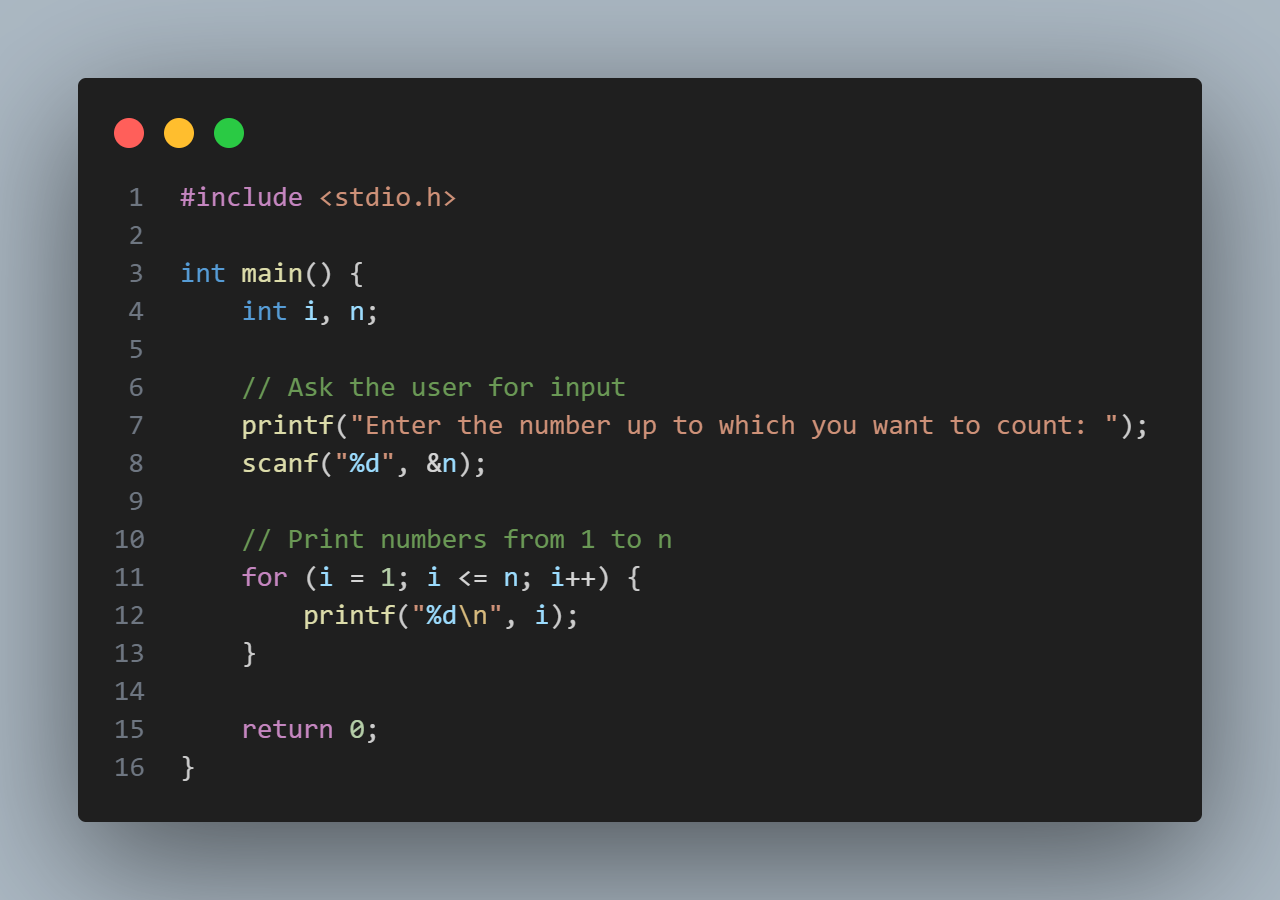 1 #include <stdio.h>
2
3 int main() {
4     int i, n;
5
6     // Ask the user for input
7     printf("Enter the number up to which you want to count: ");
8     scanf("%d", &n);
9
10     // Print numbers from 1 to n
11     for (i = 1; i <= n; i++) {
12         printf("%d\n", i);
13     }
14
15     return 0;
16 }